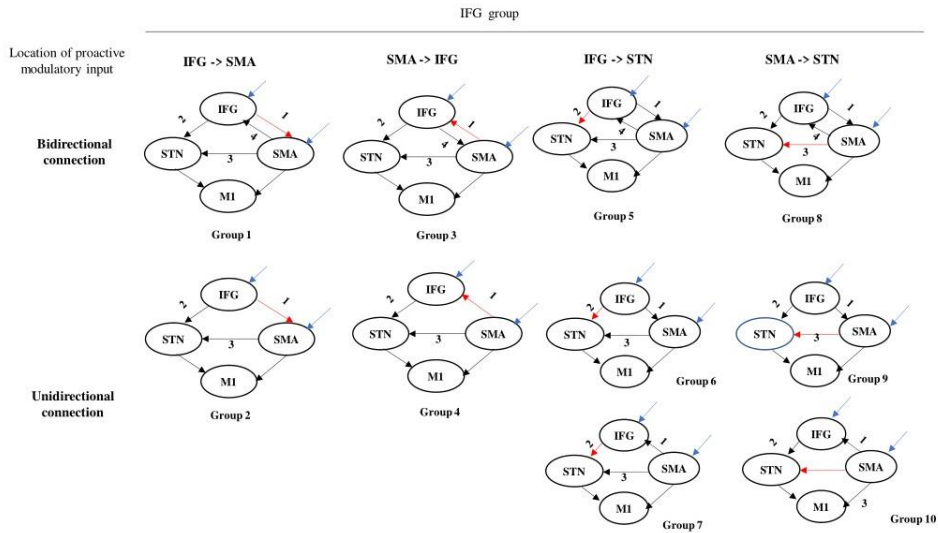 IFG group
Location of proactive
modulatory input
IFG -> SMA
SMA -> IFG
IFG -> STN
SMA -> STN
Bidirectional
connection
IFG
2
1
4
STN
3
SMA
M1
Group 1
IFG
2
1
4
STN
3
SMA
M1
Group 3
IFG
2
1
4
STN
3
SMA
M1
Group 5
IFG
2
1
4
STN
3
SMA
M1
Group 8
Unidirectional
connection
IFG
2
1
STN
3
SMA
M1
Group 2
IFG
2
1
STN
3
SMA
M1
Group 4
IFG
2
1
STN
3
SMA
M1
Group 6
IFG
2
1
STN
3
SMA
M1
Group 9
IFG
2
1
STN
3
SMA
M1
Group 7
IFG
2
1
STN
SMA
M1
3
Group 10